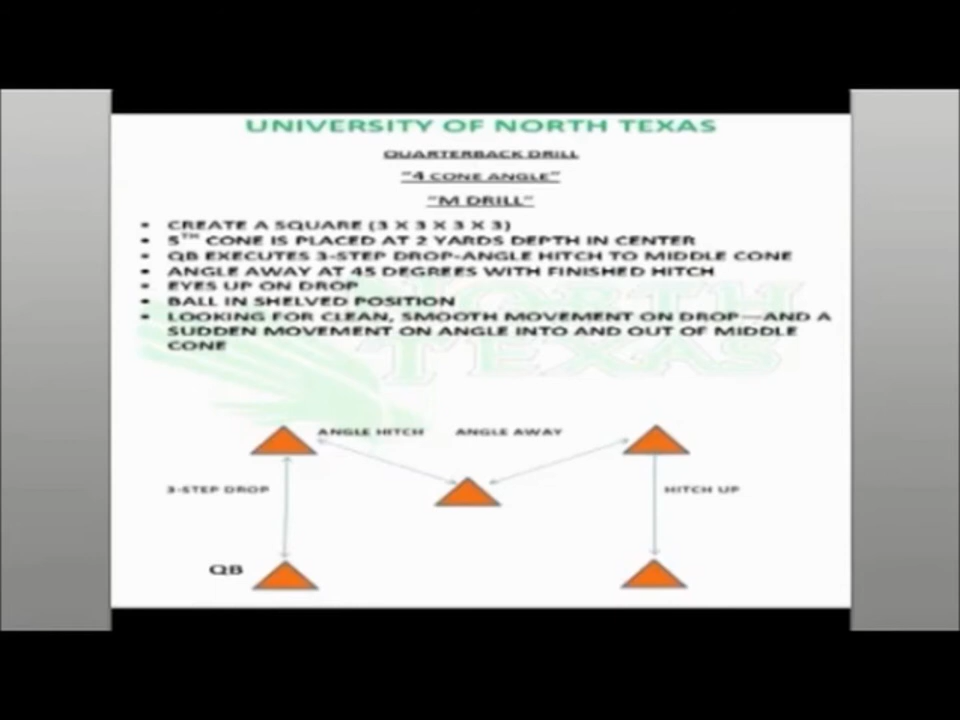 UNIVERSITY OF NORTH TEXAS
QUARTERBACK DRILL
"4 CONE ANGLE"
"M DRILL"
• CREATE A SQUARE (3 X 3 X 3 X 3)
• 5TH CONE IS PLACED AT 2 YARDS DEPTH IN CENTER
• QB EXECUTES 3-STEP DROP-ANGLE HITCH TO MIDDLE CONE
• ANGLE AWAY AT 45 DEGREES WITH FINISHED HITCH
• EYES UP ON DROP
• BALL IN SHELVED POSITION
• LOOKING FOR CLEAN, SMOOTH MOVEMENT ON DROP—AND A
SUDDEN MOVEMENT ON ANGLE INTO AND OUT OF MIDDLE
CONE
NORTH
TEXAS
ANGLE HITCH ANGLE AWAY
3-STEP DROP HITCH UP
QB